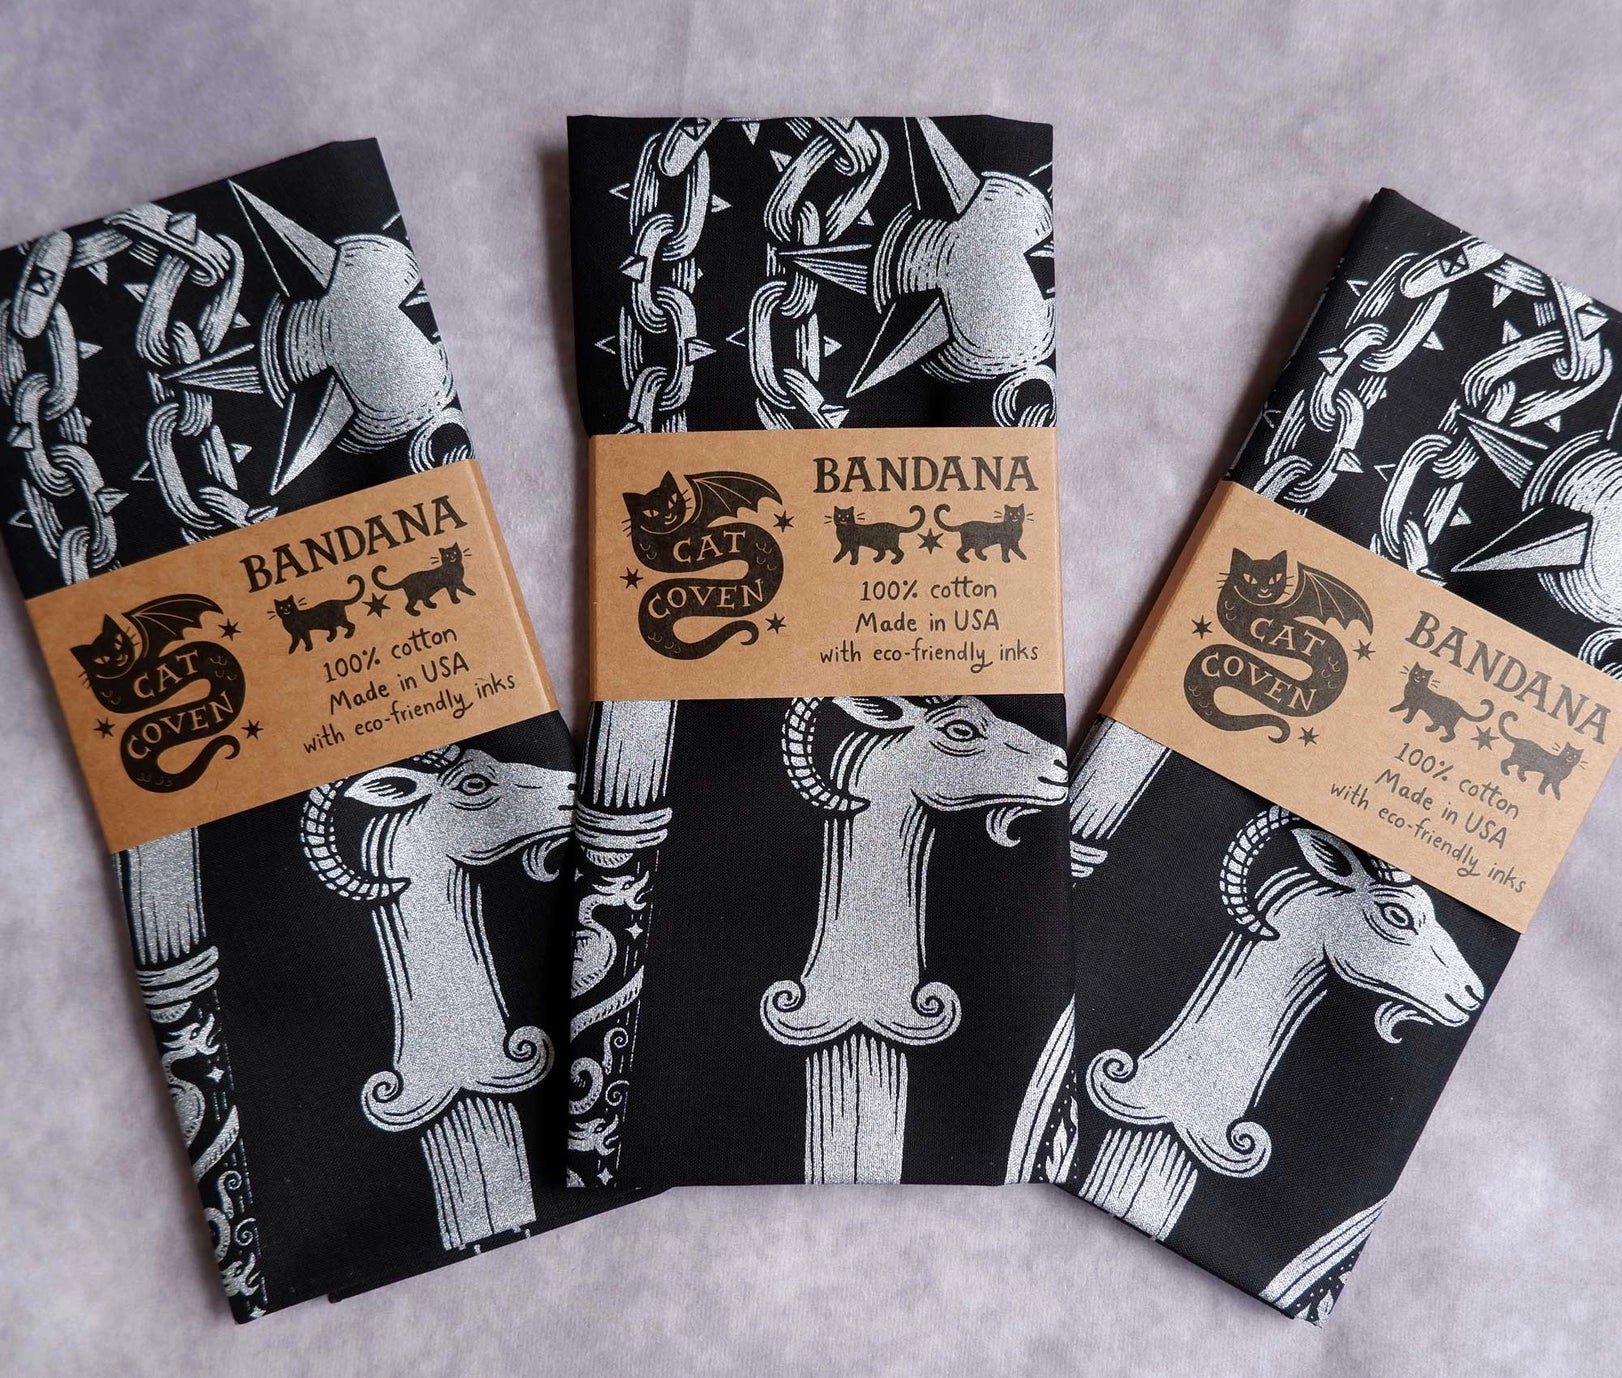 BANDANA
CAT
COVEN
100% cotton
Made in USA
with eco-friendly inks
BANDANA
CAT
COVEN
100% cotton
Made in USA
with eco-friendly inks
BANDANA
CAT
COVEN
100% cotton
Made in USA
with eco-friendly inks